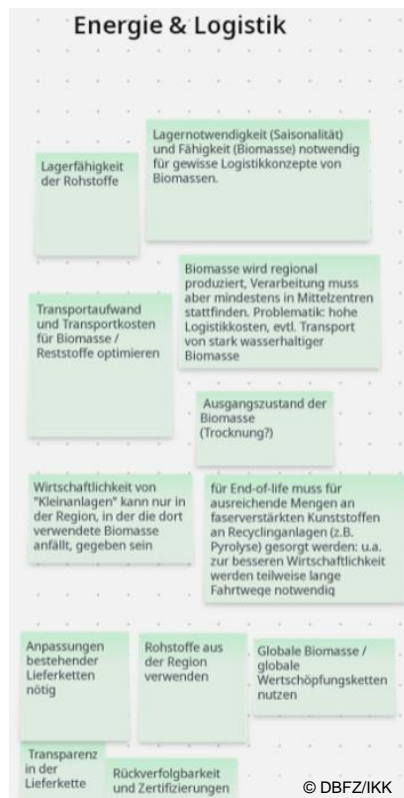 Energie & Logistik
Lagerfähigkeit
der Rohstoffe
Lagernotwendigkeit (Saisonalität)
und Fähigkeit (Biomasse) notwendig
für gewisse Logistikkonzepte von
Biomassen.
Biomasse wird regional
produziert, Verarbeitung muss
aber mindestens in Mittelzentren
stattfinden. Problematik: hohe
Logistikkosten, evtl. Transport
von stark wasserhaltiger
Biomasse
Transportaufwand
und Transportkosten
für Biomasse /
Reststoffe optimieren
Ausgangszustand der
Biomasse
(Trocknung?)
Wirtschaftlichkeit von
"Kleinanlagen" kann nur in
der Region, in der die dort
verwendete Biomasse
anfällt, gegeben sein
für End-of-life muss für
ausreichende Mengen an
faserverstärkten Kunststoffen
an Recyclinganlagen (z.B.
Pyrolyse) gesorgt werden: u.a.
zur besseren Wirtschaftlichkeit
werden teilweise lange
Fahrtwege notwendig
Anpassungen
bestehender
Lieferketten
nötig
Rohstoffe aus
der Region
verwenden
Globale Biomasse /
globale
Wertschöpfungsketten
nutzen
Transparenz
in der
Lieferkette
Rückverfolgbarkeit
und Zertifizierungen
© DBFZ/IKK